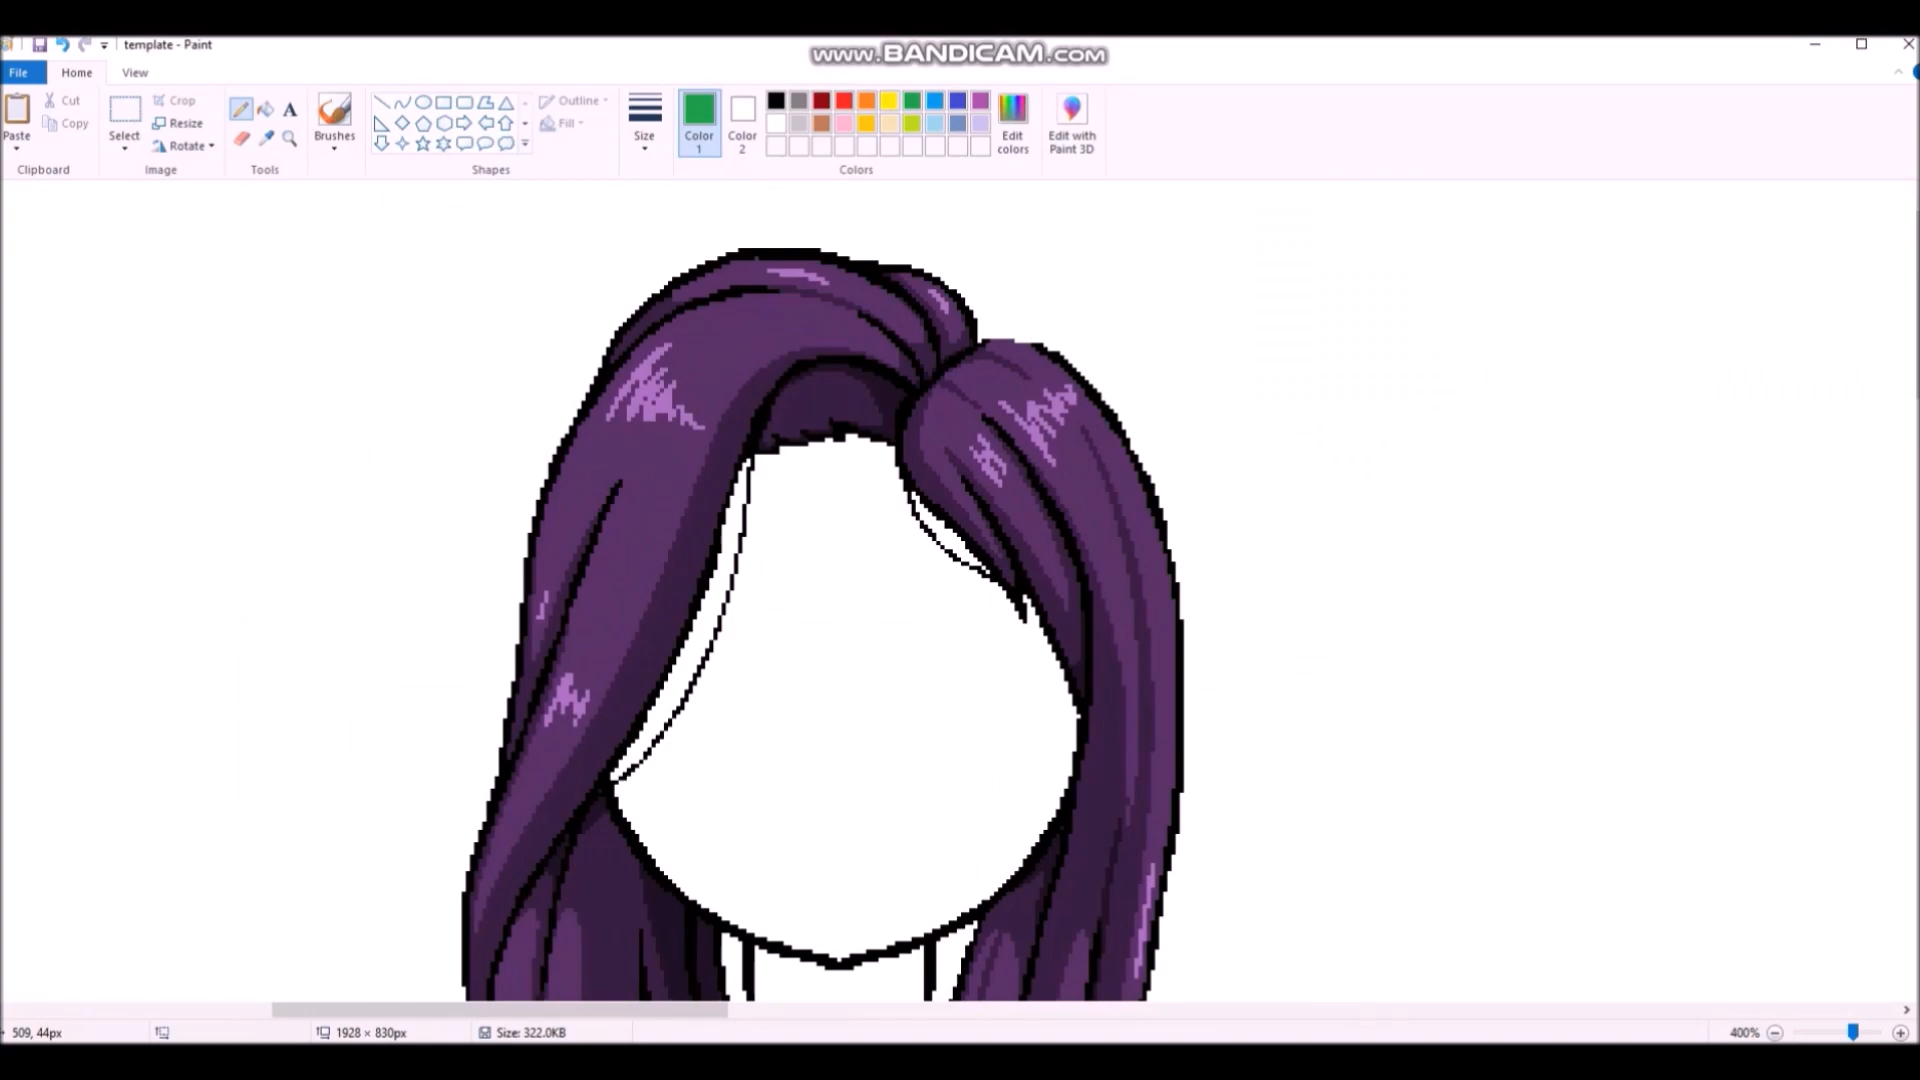 template - Paint
www.BANDICAM.com
File Home View
Cut
Copy
Paste
Clipboard
Crop
Resize
Rotate
Select
Image
A
Tools
Brushes
Outline
Fill
Shapes
Size
Color 1
Color 2
Colors
Edit colors
Edit with Paint 3D
509, 44px
1928 × 830px
Size: 322.0KB
400%